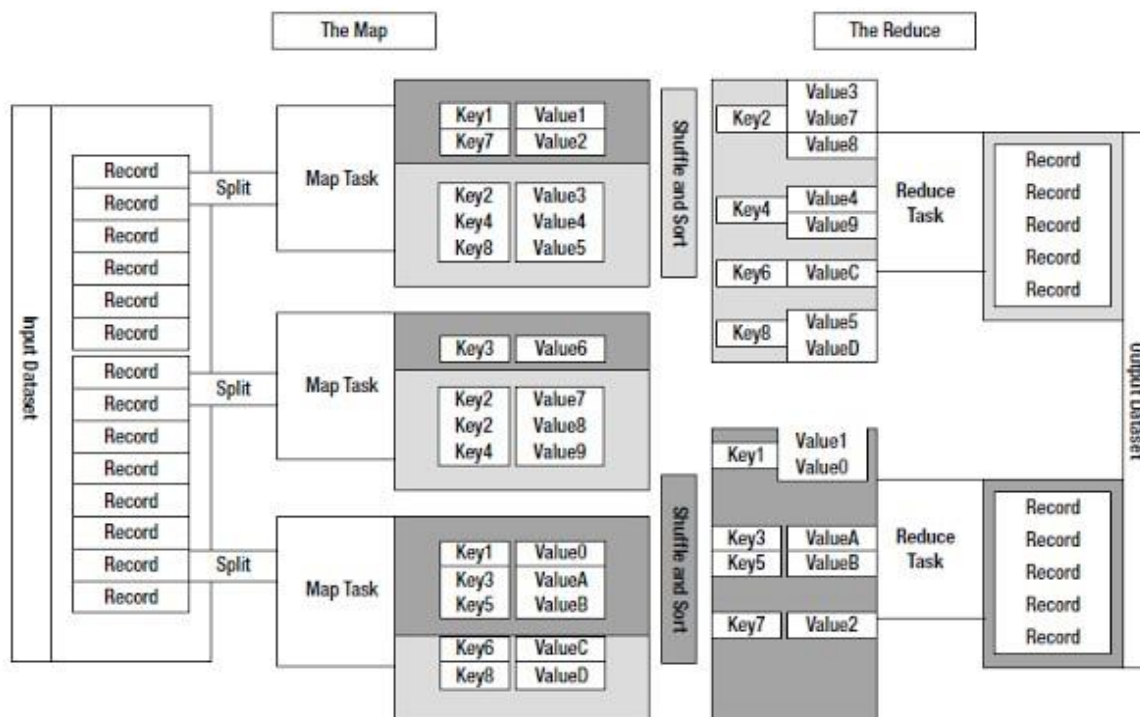 The Map
The Reduce
Input Dataset
Record
Record
Record
Record
Record
Record
Record
Record
Record
Record
Record
Record
Record
Record
Split
Split
Split
Map Task
Map Task
Map Task
Key1 Value1
Key7 Value2
Key2 Value3
Key4 Value4
Key8 Value5
Key3 Value6
Key2 Value7
Key2 Value8
Key4 Value9
Key1 Value0
Key3 ValueA
Key5 ValueB
Key6 ValueC
Key8 ValueD
Shuffle and Sort
Shuffle and Sort
Value3
Key2 Value7
Value8
Key4 Value4
Value9
Key6 ValueC
Key8 Value5
ValueD
Key1 Value1
Value0
Key3 ValueA
Key5 ValueB
Key7 Value2
Reduce
Task
Reduce
Task
Record
Record
Record
Record
Record
Record
Record
Record
Record
Record
Output Dataset